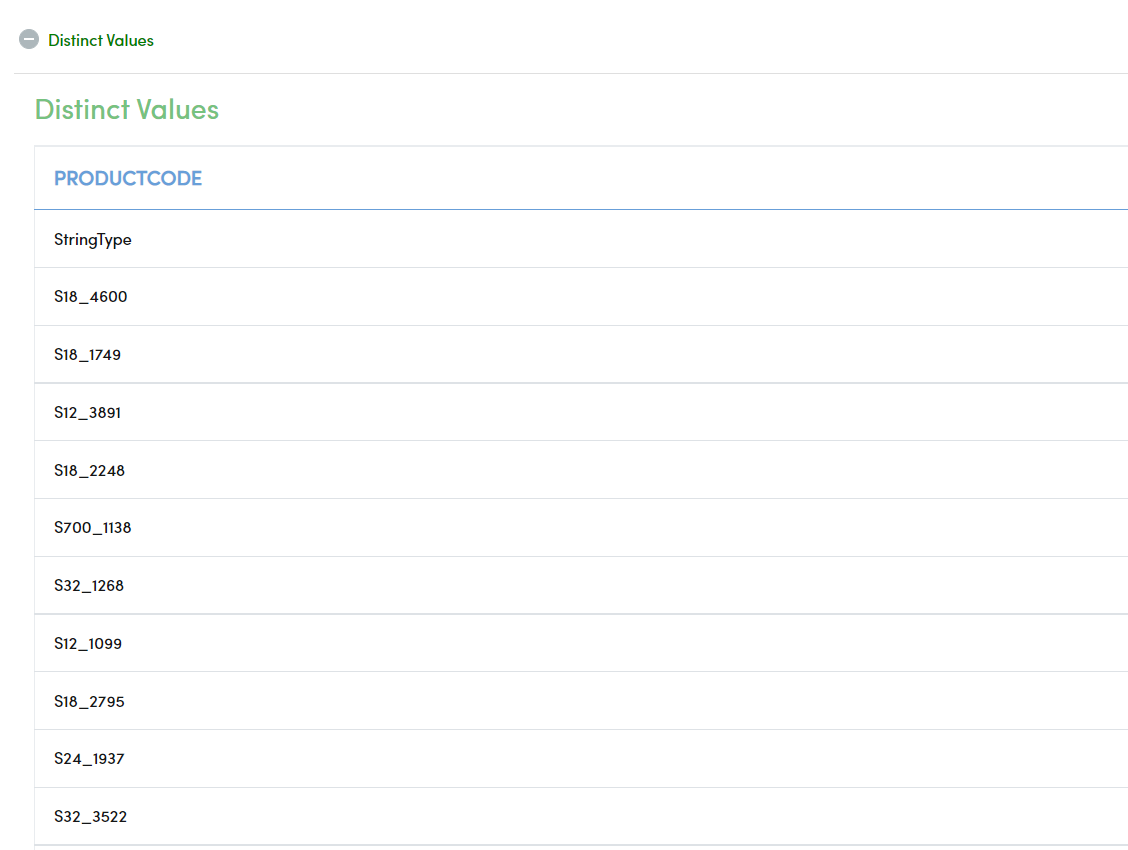 Distinct Values
Distinct Values
PRODUCTCODE
StringType
S18_4600
S18_1749
S12_3891
S18_2248
S700_1138
S32_1268
S12_1099
S18_2795
S24_1937
S32_3522